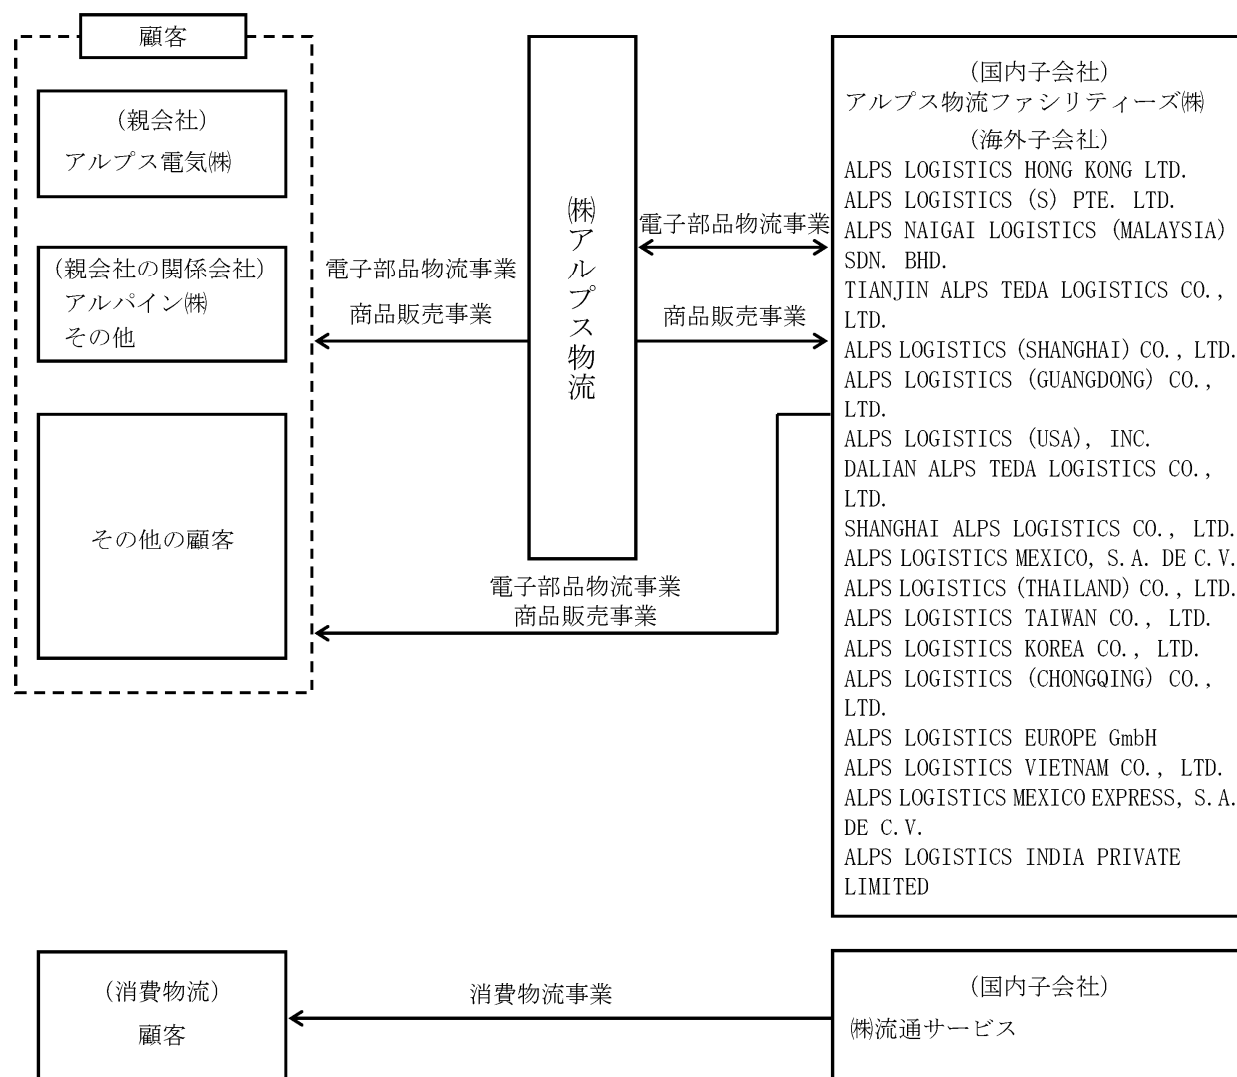 顧客
(親会社)
アルプス電気㈱
(親会社の関係会社)
アルパイン㈱
その他
その他の顧客
電子部品物流事業
商品販売事業
㈱アルプス物流
電子部品物流事業
商品販売事業
電子部品物流事業
商品販売事業
(国内子会社)
アルプス物流ファシリティーズ㈱
(海外子会社)
ALPS LOGISTICS HONG KONG LTD.
ALPS LOGISTICS (S) PTE. LTD.
ALPS NAIGAI LOGISTICS (MALAYSIA)
SDN. BHD.
TIANJIN ALPS TEDA LOGISTICS CO.,
LTD.
ALPS LOGISTICS (SHANGHAI) CO., LTD.
ALPS LOGISTICS (GUANGDONG) CO.,
LTD.
ALPS LOGISTICS (USA), INC.
DALIAN ALPS TEDA LOGISTICS CO.,
LTD.
SHANGHAI ALPS LOGISTICS CO., LTD.
ALPS LOGISTICS MEXICO, S.A. DE C.V.
ALPS LOGISTICS (THAILAND) CO., LTD.
ALPS LOGISTICS TAIWAN CO., LTD.
ALPS LOGISTICS KOREA CO., LTD.
ALPS LOGISTICS (CHONGQING) CO.,
LTD.
ALPS LOGISTICS EUROPE GmbH
ALPS LOGISTICS VIETNAM CO., LTD.
ALPS LOGISTICS MEXICO EXPRESS, S.A.
DE C.V.
ALPS LOGISTICS INDIA PRIVATE
LIMITED
(消費物流)
顧客
消費物流事業
(国内子会社)
㈱流通サービス